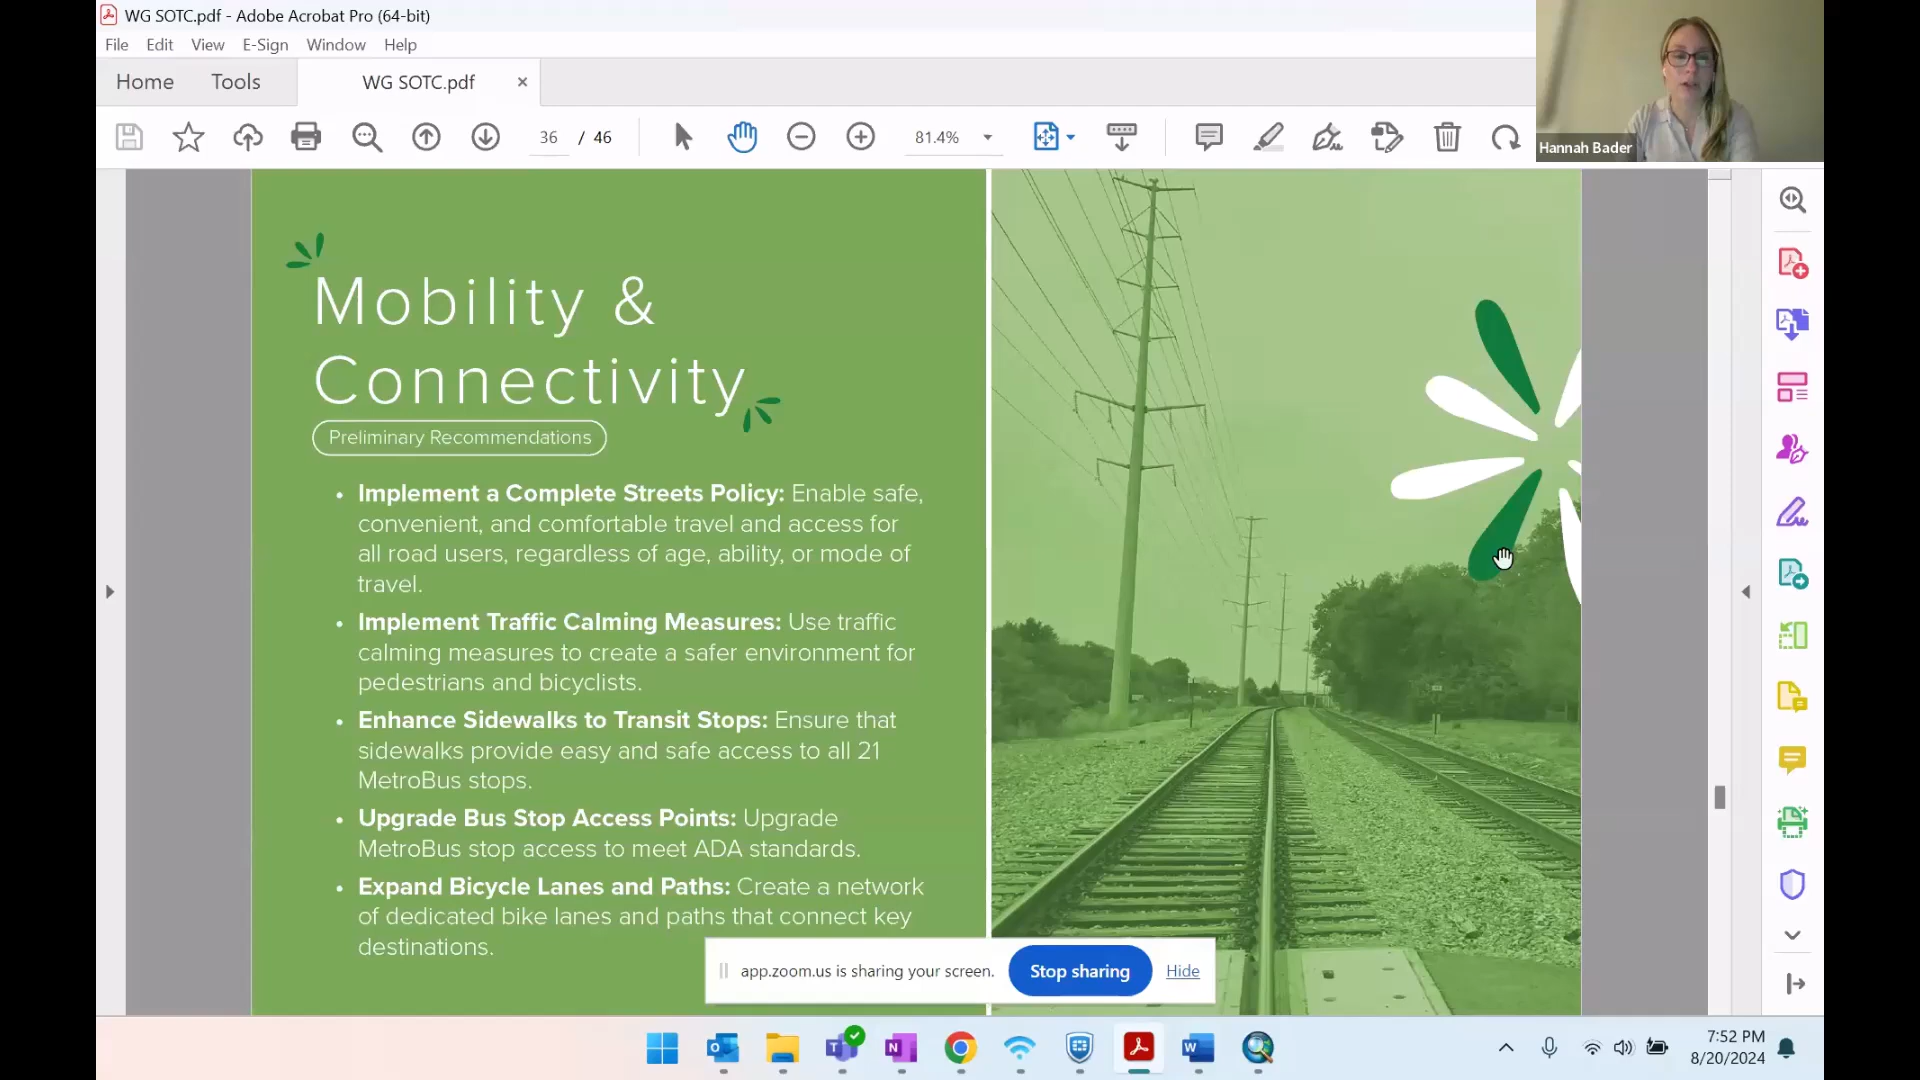 WG SOTC.pdf - Adobe Acrobat Pro (64-bit)
File Edit View E-Sign Window Help
Home Tools WG SOTC.pdf
36 / 46 81.4%
Hannah Bader
Mobility &
Connectivity
Preliminary Recommendations
• Implement a Complete Streets Policy: Enable safe,
convenient, and comfortable travel and access for
all road users, regardless of age, ability, or mode of
travel.
• Implement Traffic Calming Measures: Use traffic
calming measures to create a safer environment for
pedestrians and bicyclists.
• Enhance Sidewalks to Transit Stops: Ensure that
sidewalks provide easy and safe access to all 21
MetroBus stops.
• Upgrade Bus Stop Access Points: Upgrade
MetroBus stop access to meet ADA standards.
• Expand Bicycle Lanes and Paths: Create a network
of dedicated bike lanes and paths that connect key
destinations.
app.zoom.us is sharing your screen. Stop sharing Hide
7:52 PM
8/20/2024